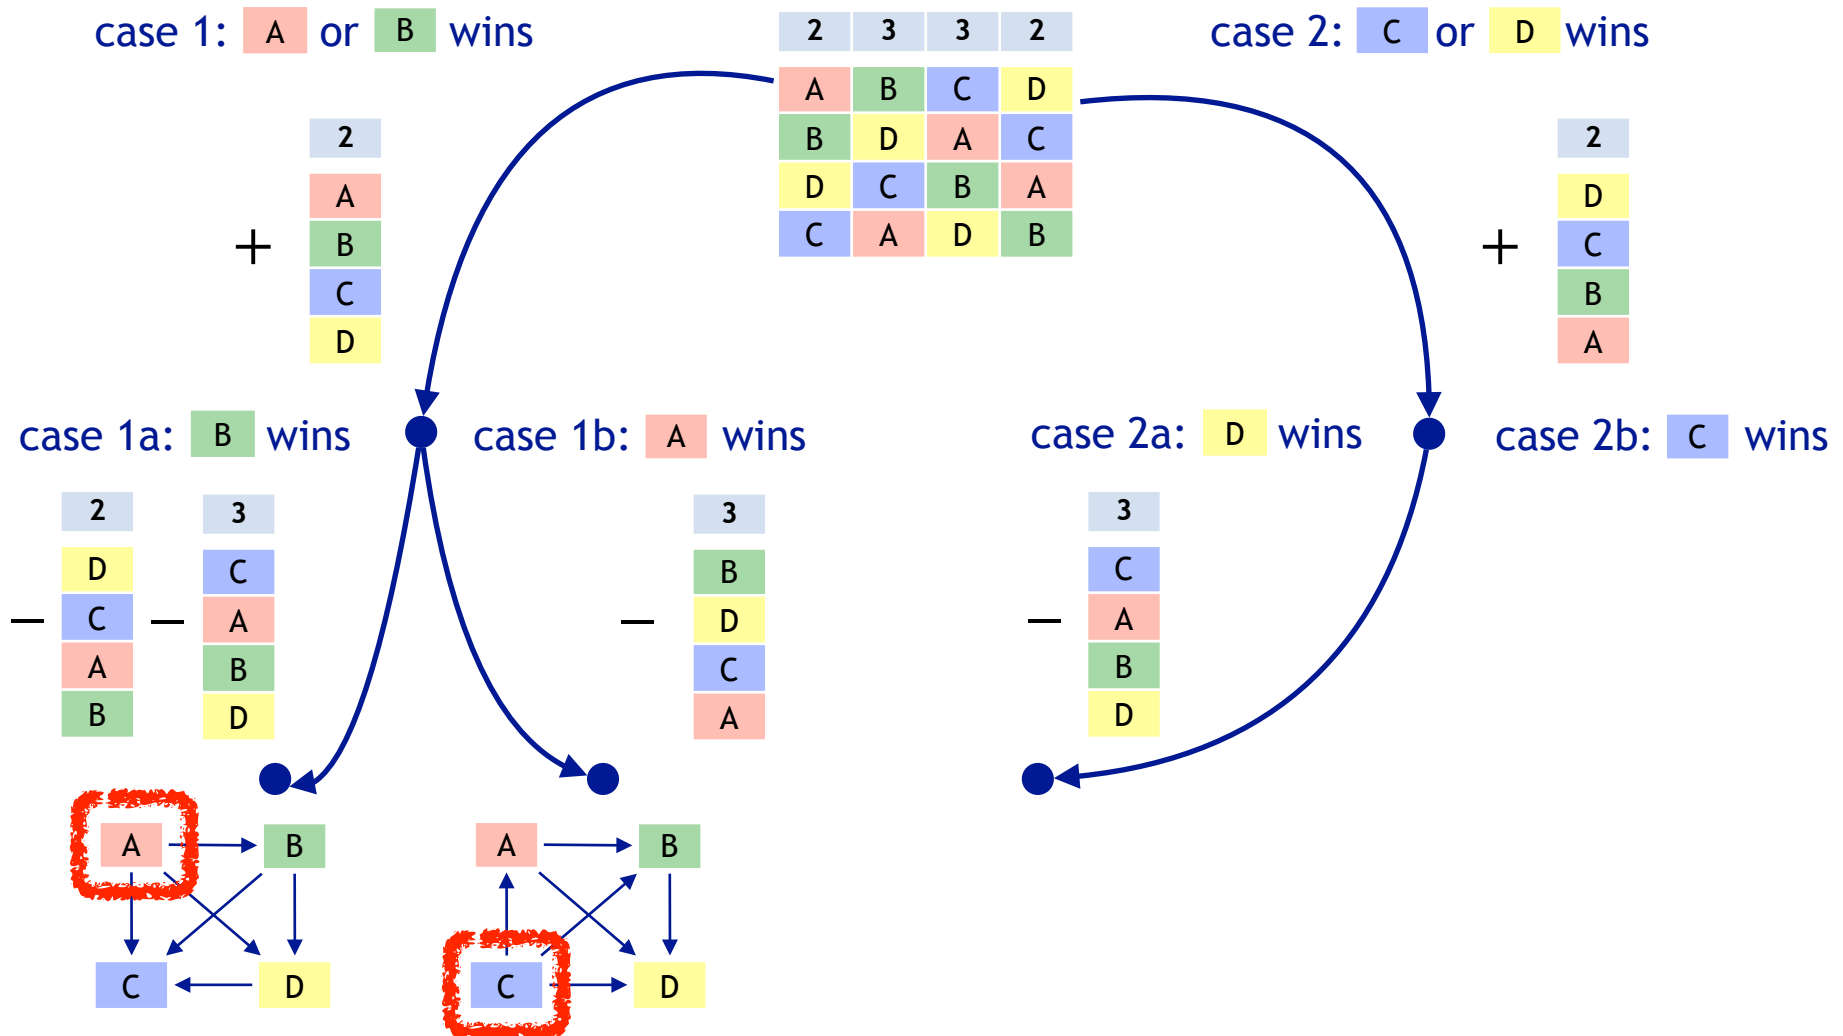 case 1: A or B wins
2 3 3 2
A B C D
B D A C
D C B A
C A D B
case 2: C or D wins
+
2
A
B
C
D
+
2
D
C
B
A
case 1a: B wins
− 
2
D
C
A
B
−
3
C
A
B
D
case 1b: A wins
−
3
B
D
C
A
case 2a: D wins
−
3
C
A
B
D
case 2b: C wins
A B
C D
A B
C D